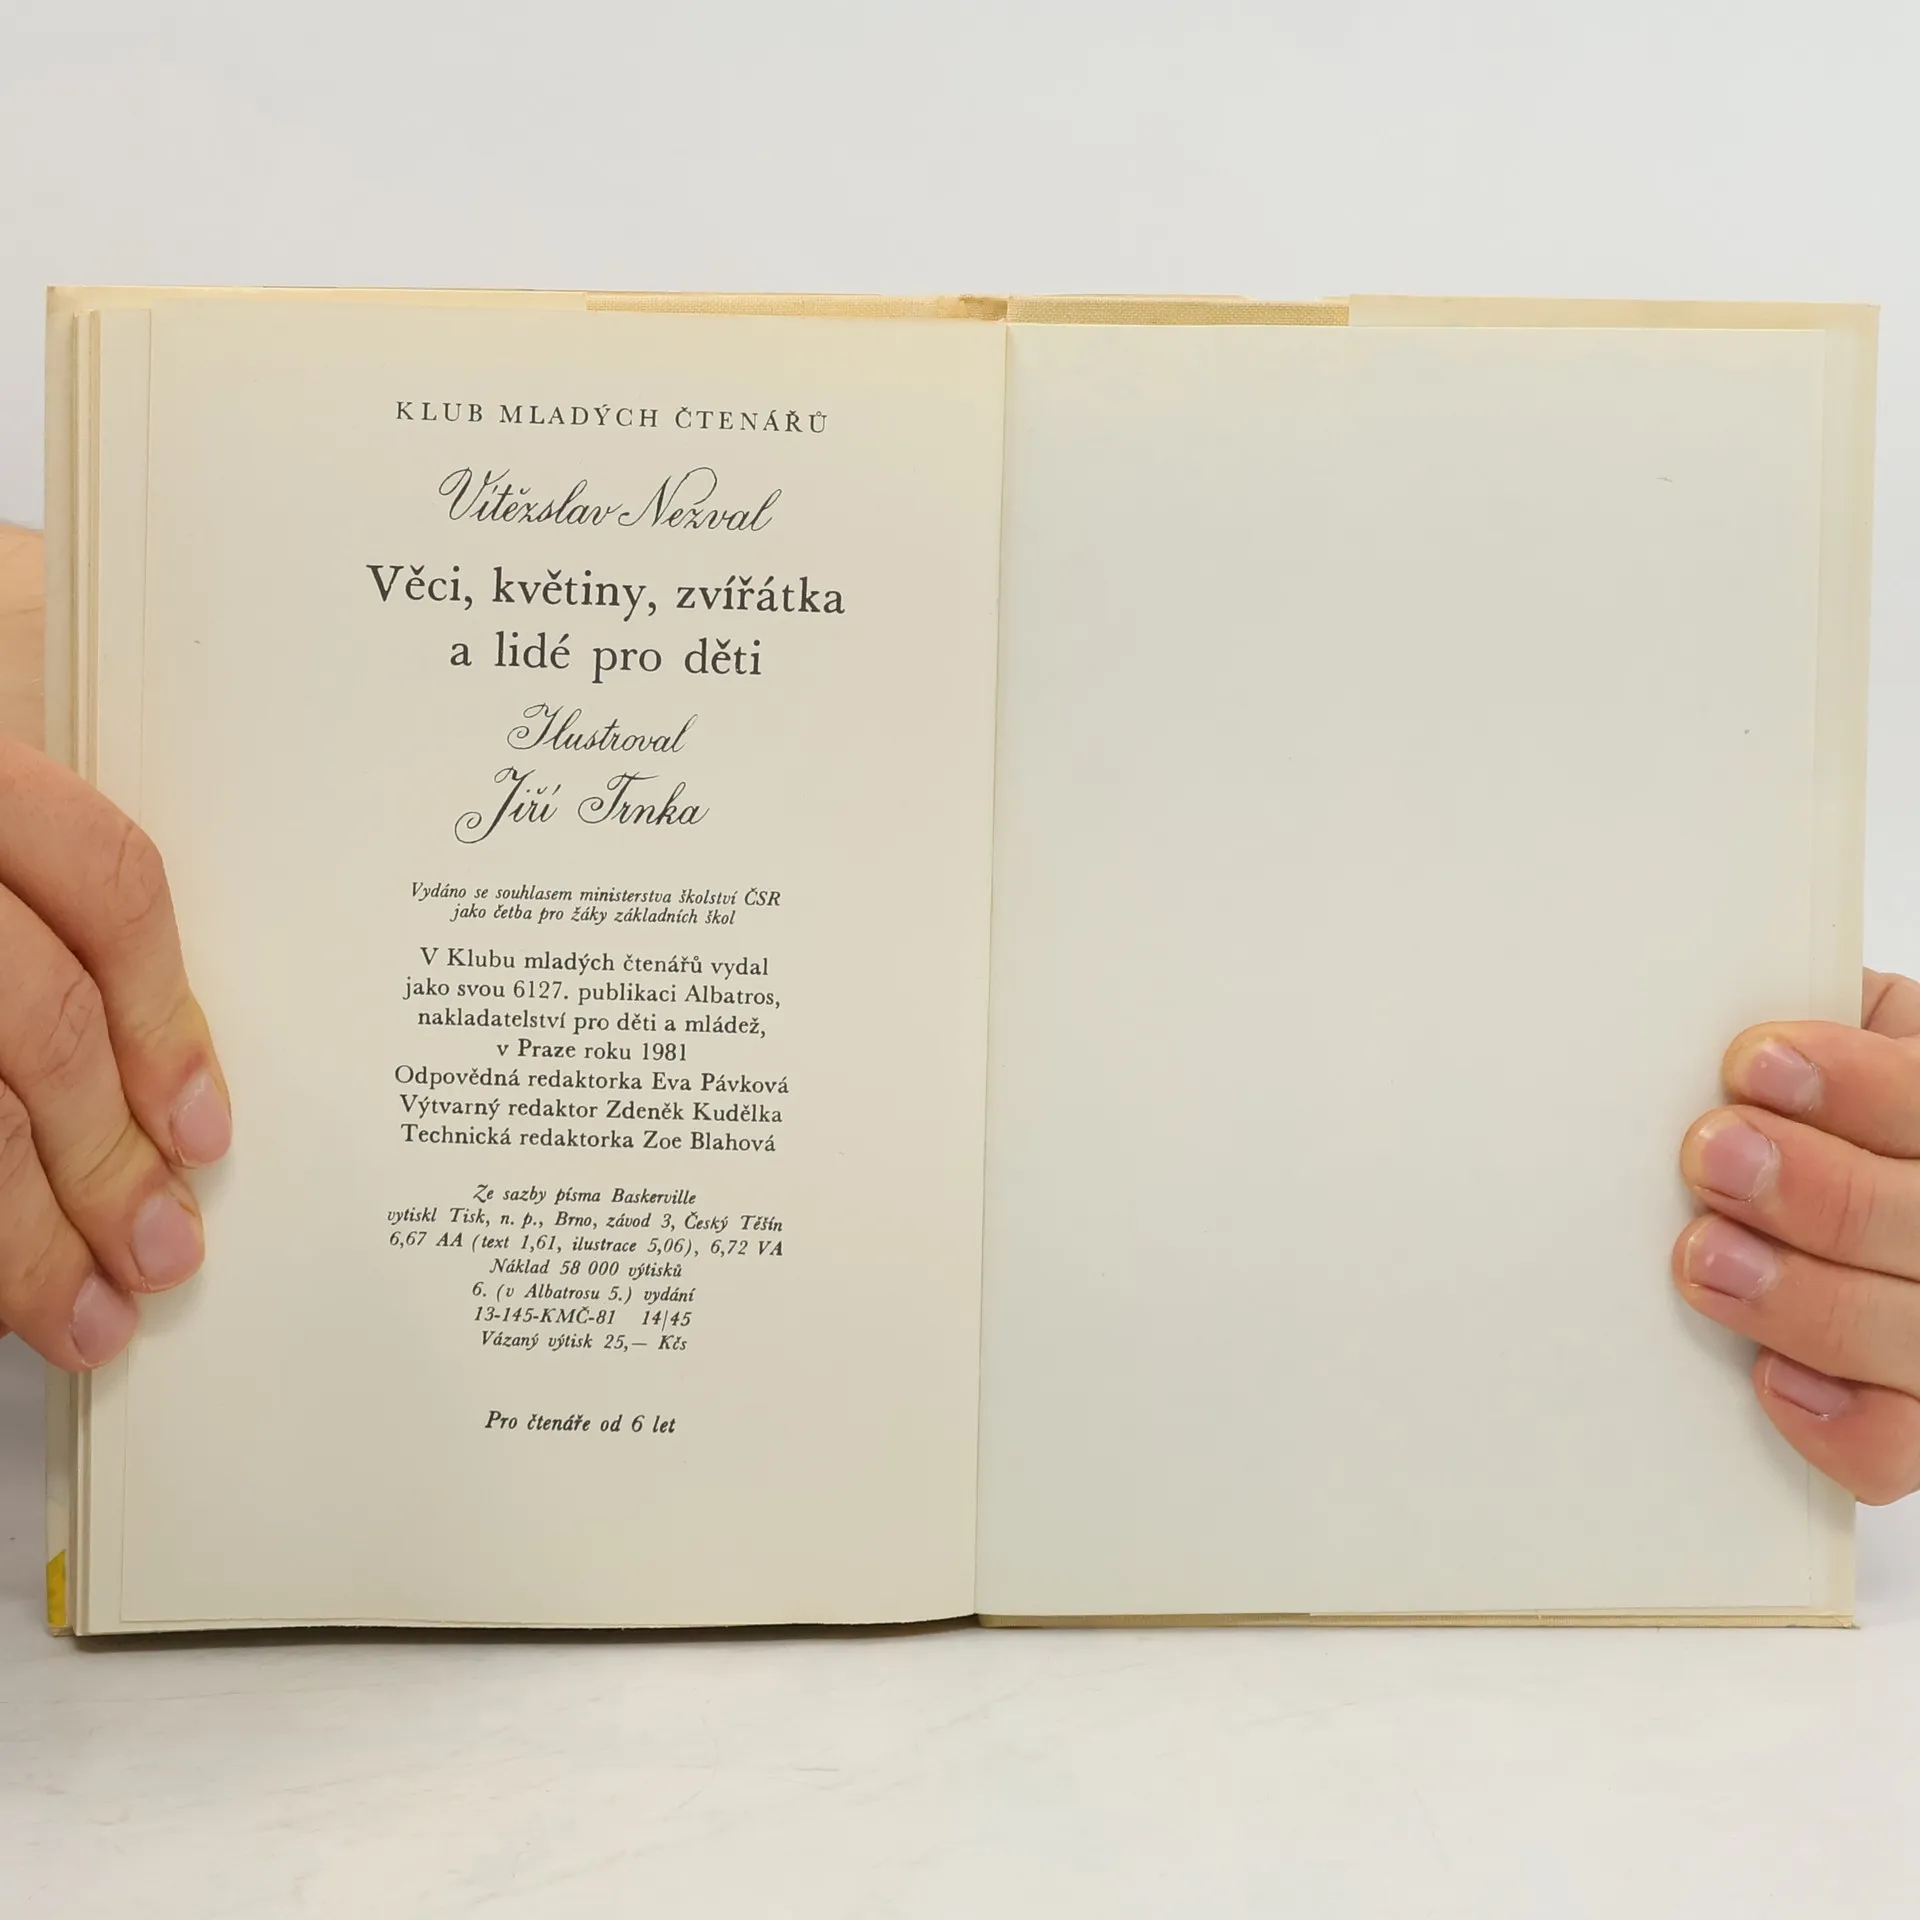 KLUB MLADÝCH ČTENÁŘŮ
Vítězslav Nezval
Věci, květiny, zvířátka
a lidé pro děti
Ilustroval
Jiří Trnka
Vydáno se souhlasem ministerstva školství ČSR
jako četba pro žáky základních škol
V Klubu mladých čtenářů vydal
jako svou 6127. publikaci Albatros,
nakladatelství pro děti a mládež,
v Praze roku 1981
Odpovědná redaktorka Eva Pávková
Výtvarný redaktor Zdeněk Kudělka
Technická redaktorka Zoe Blahová
Ze sazby písma Baskerville
vytiskl Tisk, n. p., Brno, závod 3, Český Těšín
6,67 AA (text 1,61, ilustrace 5,06), 6,72 VA
Náklad 58 000 výtisků
6. (v Albatrosu 5.) vydání
13-145-KMČ-81 14|45
Vázaný výtisk 25,— Kčs
Pro čtenáře od 6 let